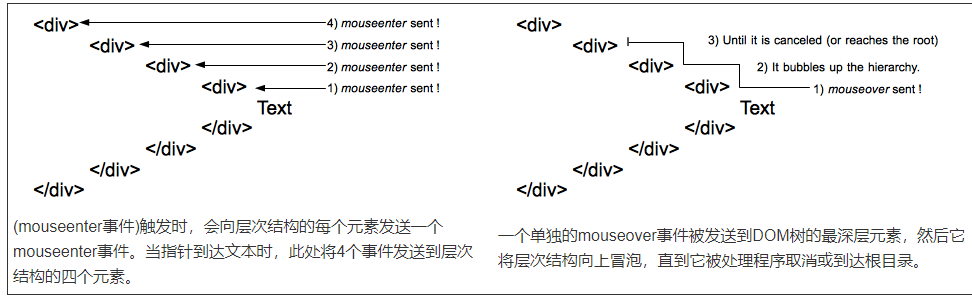 <div>
4) mouseenter sent !
<div>
3) mouseenter sent !
<div>
2) mouseenter sent !
<div>
1) mouseenter sent !
Text
</div>
</div>
</div>
</div>
(mouseenter事件)触发时，会向层次结构的每个元素发送一个
mouseenter事件。当指针到达文本时，此处将4个事件发送到层次
结构的四个元素。
<div>
<div>
3) Until it is canceled (or reaches the root)
<div>
2) It bubbles up the hierarchy.
<div>
1) mouseover sent !
Text
</div>
</div>
</div>
</div>
一个单独的mouseover事件被发送到DOM树的最深层元素，然后它
将层次结构向上冒泡，直到它被处理程序取消或到达根目录。